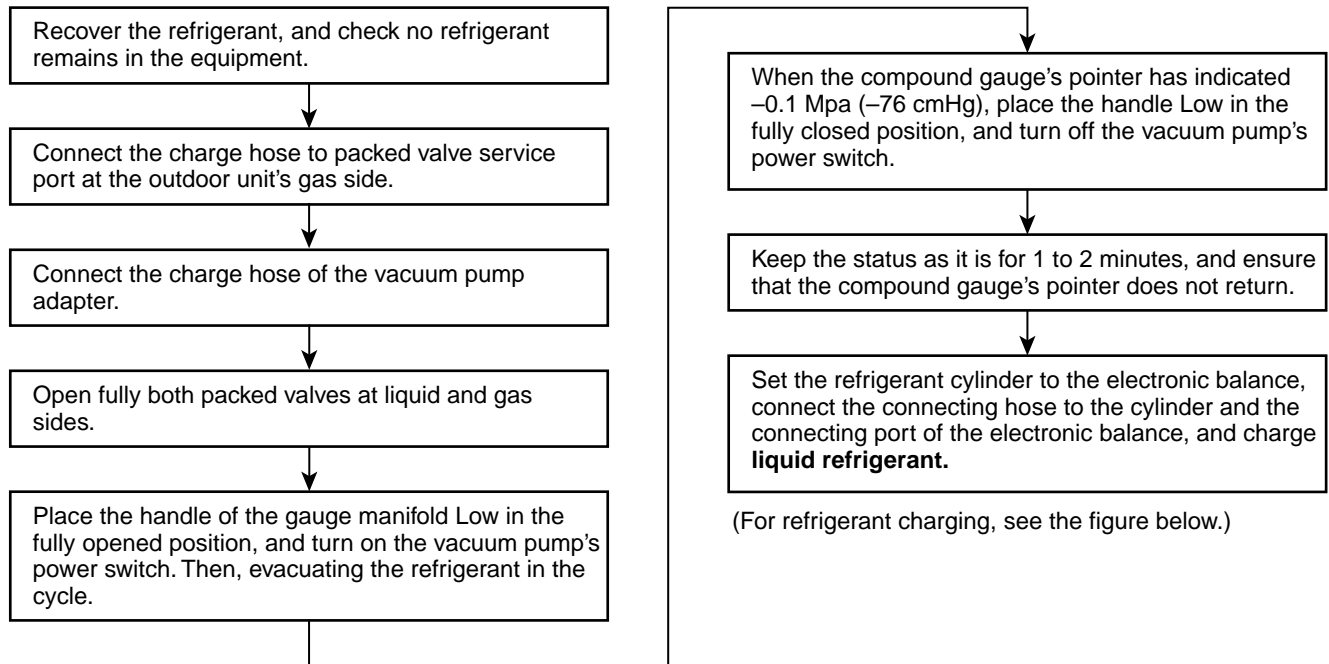 Recover the refrigerant, and check no refrigerant
remains in the equipment.
Connect the charge hose to packed valve service
port at the outdoor unit's gas side.
Connect the charge hose of the vacuum pump
adapter.
Open fully both packed valves at liquid and gas
sides.
Place the handle of the gauge manifold Low in the
fully opened position, and turn on the vacuum pump's
power switch. Then, evacuating the refrigerant in the
cycle.
When the compound gauge's pointer has indicated
–0.1 Mpa (–76 cmHg), place the handle Low in the
fully closed position, and turn off the vacuum pump's
power switch.
Keep the status as it is for 1 to 2 minutes, and ensure
that the compound gauge's pointer does not return.
Set the refrigerant cylinder to the electronic balance,
connect the connecting hose to the cylinder and the
connecting port of the electronic balance, and charge
liquid refrigerant.
(For refrigerant charging, see the figure below.)